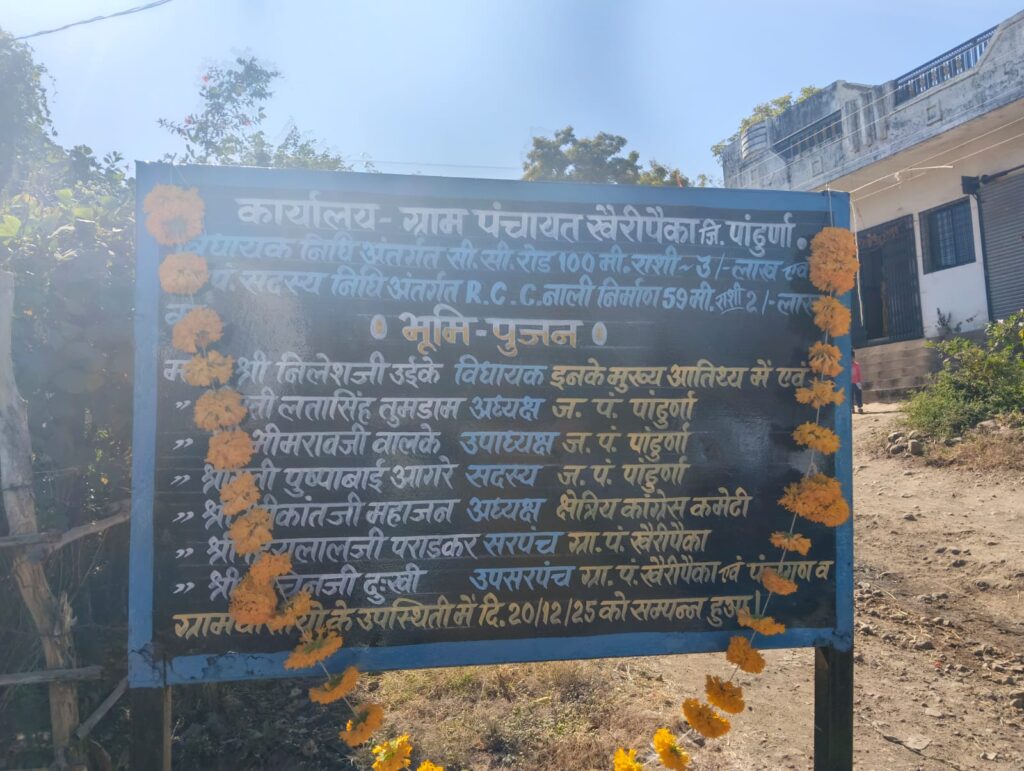 कार्यालय- ग्राम पंचायत खैरीपैका जि. पांढुर्णा.
विधायक निधि अंतर्गत सी.सी. रोड 100 मी. राशी ~ 3/- लाख एवं
पं. सदस्य निधि अंतर्गत R.C.C. नाली निर्माण 59 मी. राशी 2/- लाख
भूमि-पुजन
श्री निलेशजी उईके विधायक इनके मुख्य आतिथ्य में एवं
" लतासिंह तुमडाम अध्यक्ष ज. पं. पांढुर्णा
" वालके उपाध्यक्ष ज. पं. पांढुर्णा
" पुष्पाबाई आगरे सदस्य ज. पं. पांढुर्णा
" महाजन अध्यक्ष क्षेत्रिय कांग्रेस कमेटी
" पराडकर सरपंच ग्रा. पं. खैरीपैका
" दुःखी उपसरपंच ग्रा. पं. खैरीपैका एवं व
ग्रामवासीयो के उपस्थिती में दि. 20/12/25 को सम्पन्न हुआ।